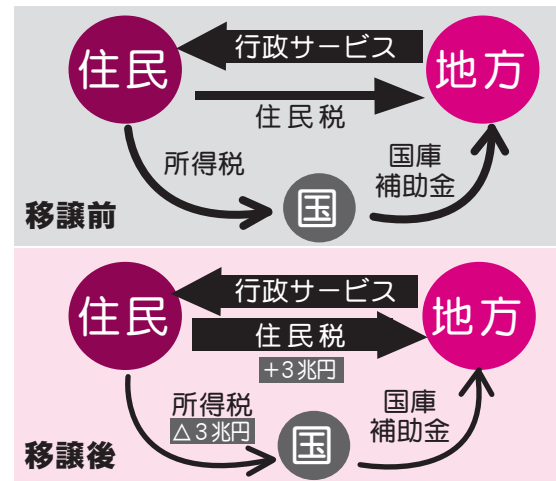 行政サービス
住民
地方
住民税
所得税
国庫
補助金
国
移譲前
行政サービス
住民
地方
住民税
+3兆円
所得税
△3兆円
国庫
補助金
国
移譲後